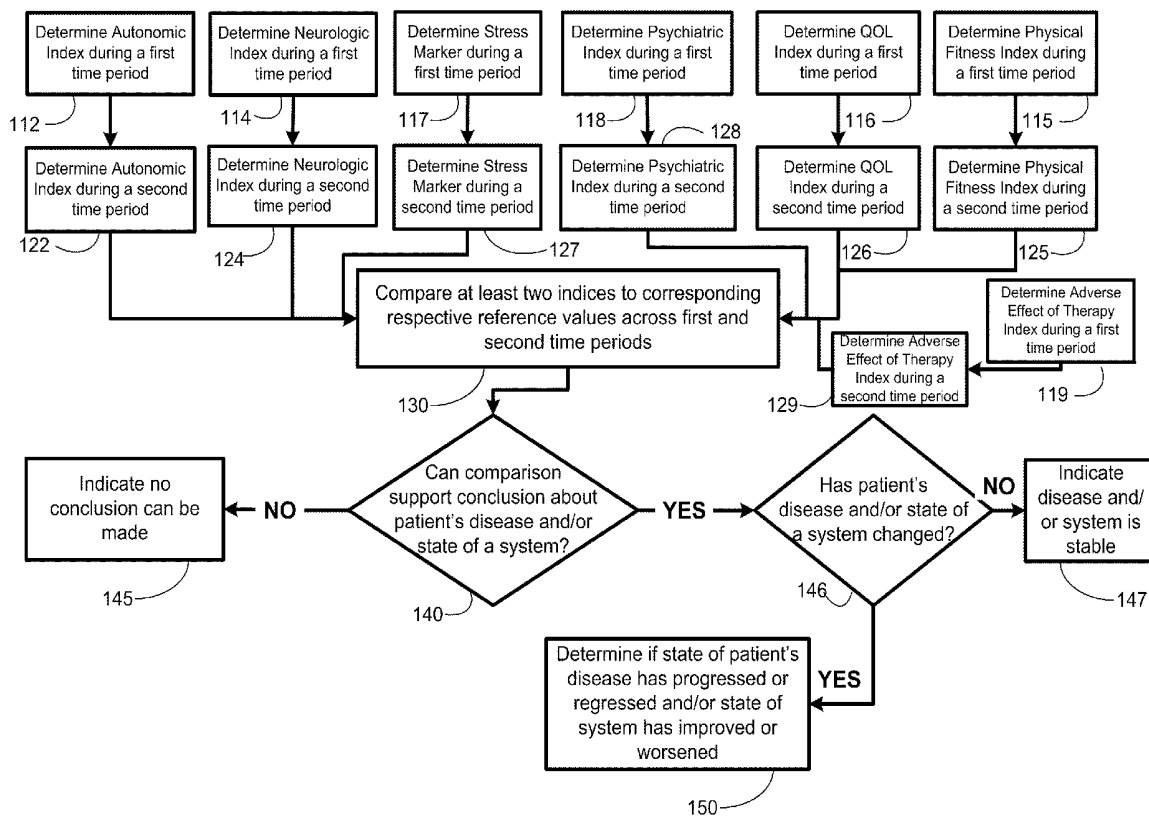 Determine Autonomic
Index during a first
time period
112
Determine Neurologic
Index during a first
time period
114
Determine Stress
Marker during a
first time period
117
Determine Psychiatric
Index during a first
time period
118
Determine QOL
Index during a first
time period
116
Determine Physical
Fitness Index during
a first time period
115
Determine Autonomic
Index during a second
time period
122
Determine Neurologic
Index during a second
time period
124
Determine Stress
Marker during a
second time period
127
128
Determine Psychiatric
Index during a second
time period
Determine QOL
Index during a
second time period
126
Determine Physical
Fitness Index during
a second time period
125
Compare at least two indices to corresponding
respective reference values across first and
second time periods
130
Determine Adverse
Effect of Therapy
Index during a first
time period
119
Determine Adverse
Effect of Therapy
Index during a
second time period
129
Can comparison
support conclusion about
patient's disease and/or
state of a system?
140
NO
Indicate no
conclusion can be
made
145
YES
Has patient's
disease and/or state of
a system changed?
146
NO
Indicate
disease and/
or system is
stable
147
YES
Determine if state of patient's
disease has progressed or
regressed and/or state of
system has improved or
worsened
150